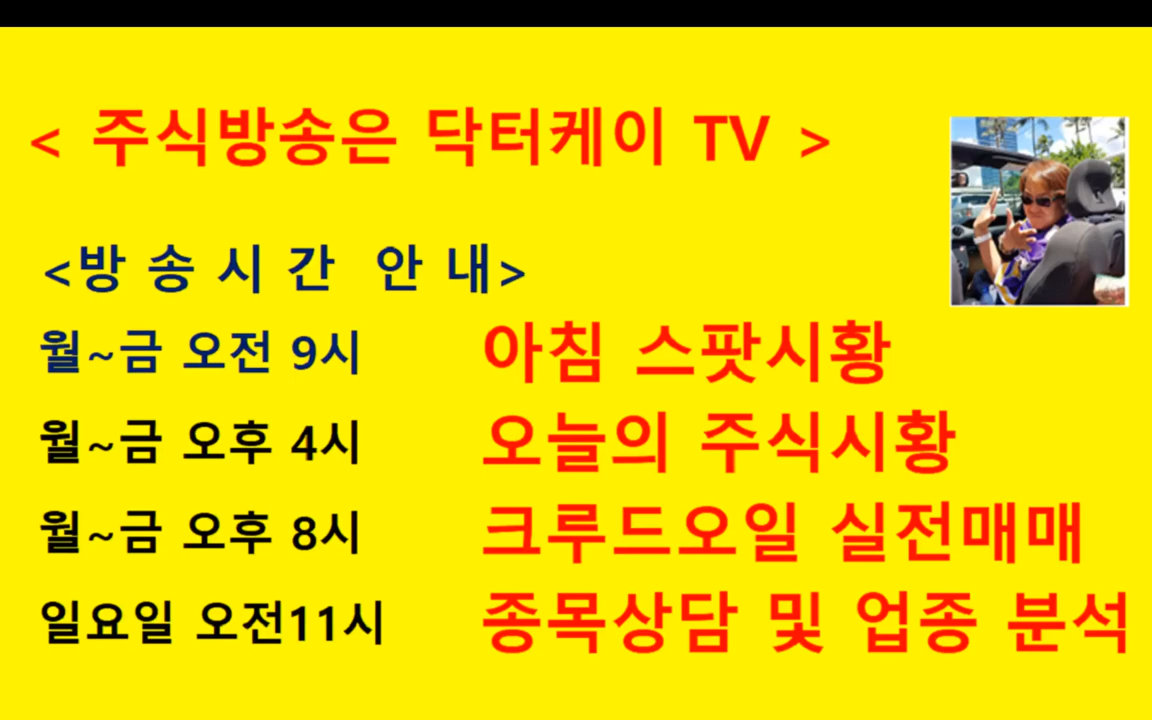 < 주식방송은 닥터케이 TV >
<방 송 시 간 안 내>
월~금 오전 9시 아침 스팟시황
월~금 오후 4시 오늘의 주식시황
월~금 오후 8시 크루드오일 실전매매
일요일 오전11시 종목상담 및 업종 분석